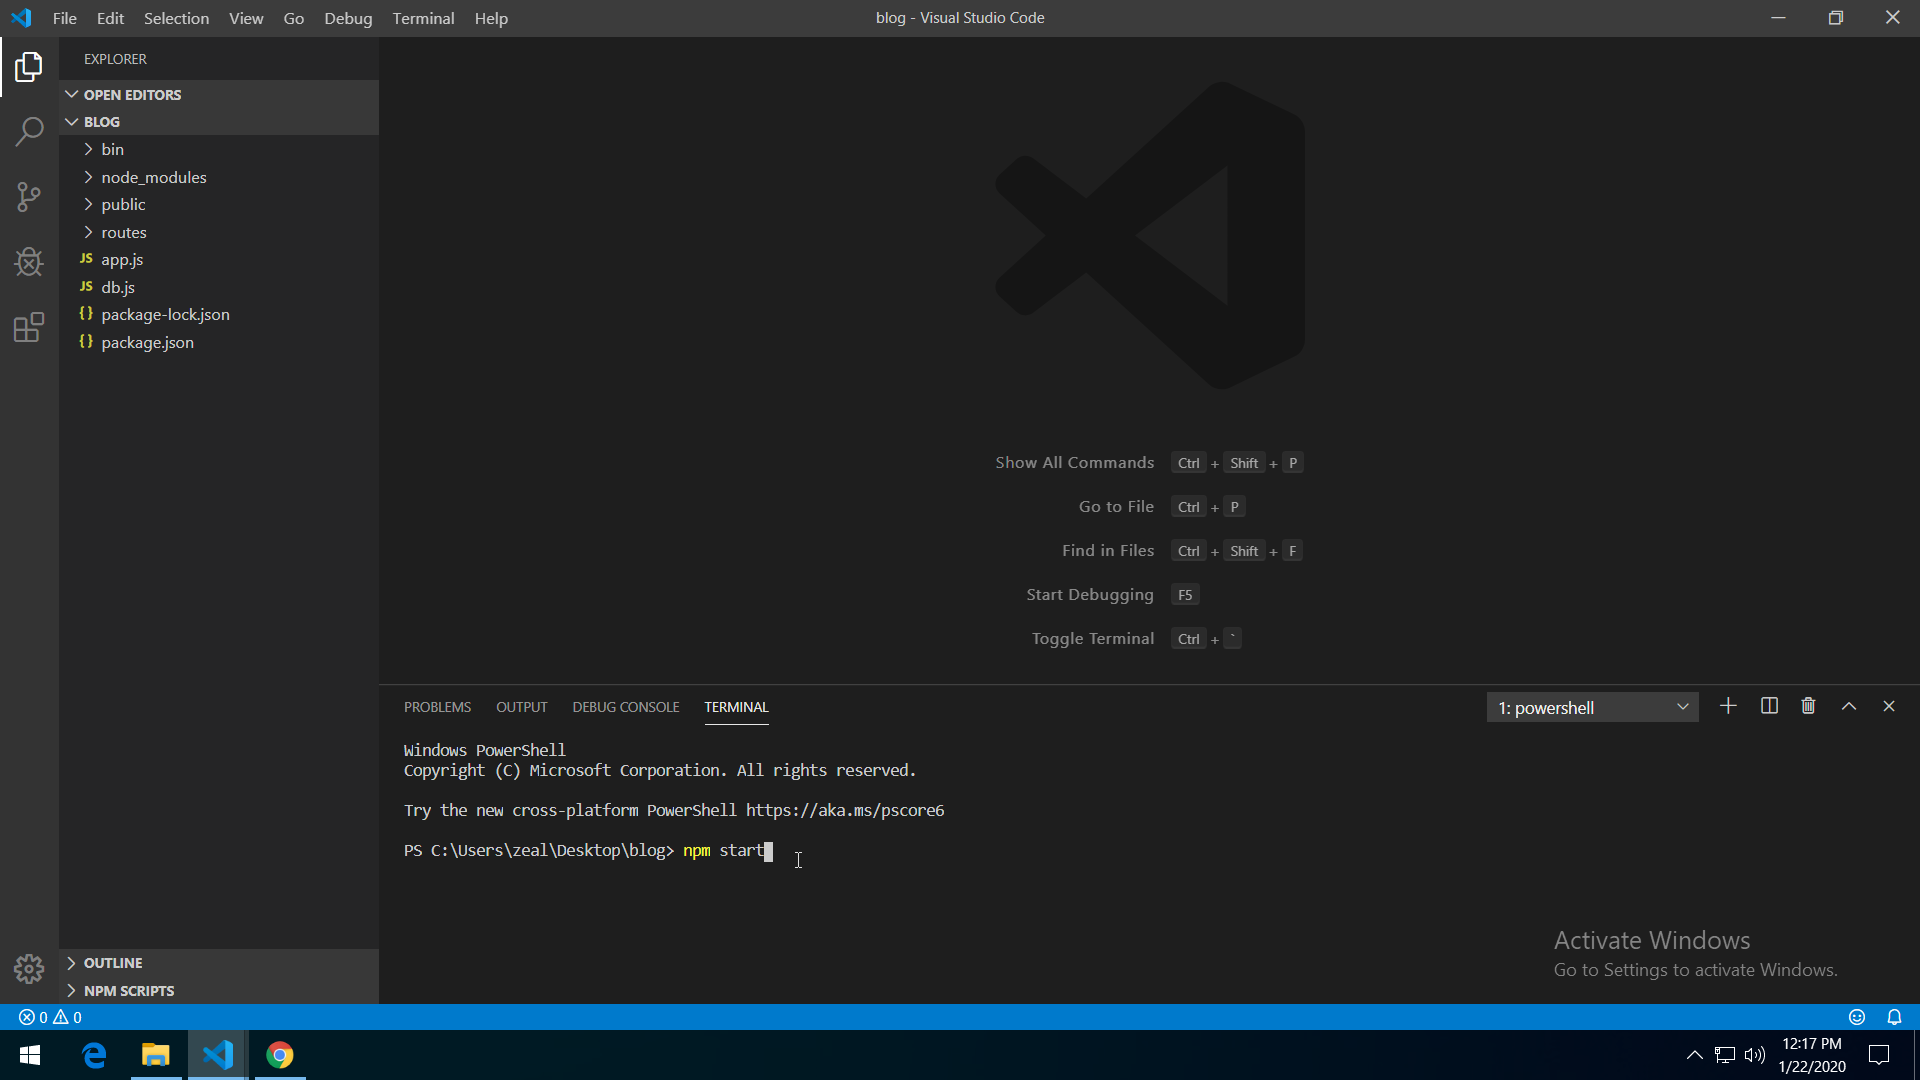 File Edit Selection View Go Debug Terminal Help
blog - Visual Studio Code
EXPLORER
OPEN EDITORS
BLOG
bin
node_modules
public
routes
JS app.js
JS db.js
{} package-lock.json
{} package.json
OUTLINE
NPM SCRIPTS
Show All Commands Ctrl + Shift + P
Go to File Ctrl + P
Find in Files Ctrl + Shift + F
Start Debugging F5
Toggle Terminal Ctrl + `
PROBLEMS OUTPUT DEBUG CONSOLE TERMINAL
1: powershell
Windows PowerShell
Copyright (C) Microsoft Corporation. All rights reserved.
Try the new cross-platform PowerShell https://aka.ms/pscore6
PS C:\Users\zeal\Desktop\blog> npm start
Activate Windows
Go to Settings to activate Windows.
0 0
12:17 PM
1/22/2020